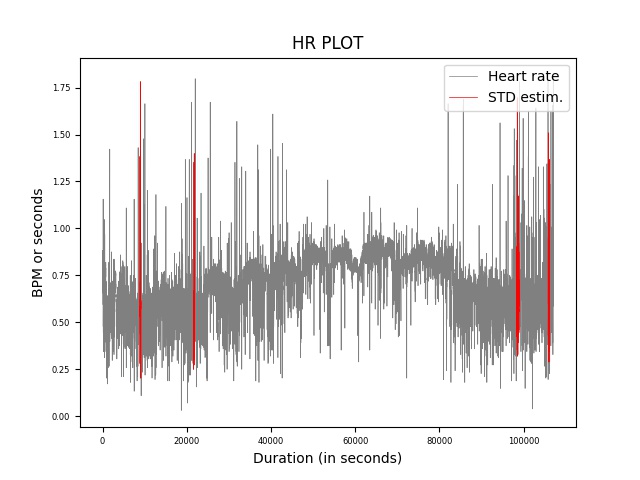 HR PLOT
Heart rate
STD estim.
BPM or seconds
1.75
1.50
1.25
1.00
0.75
0.50
0.25
0.00
0
20000
40000
60000
80000
100000
Duration (in seconds)